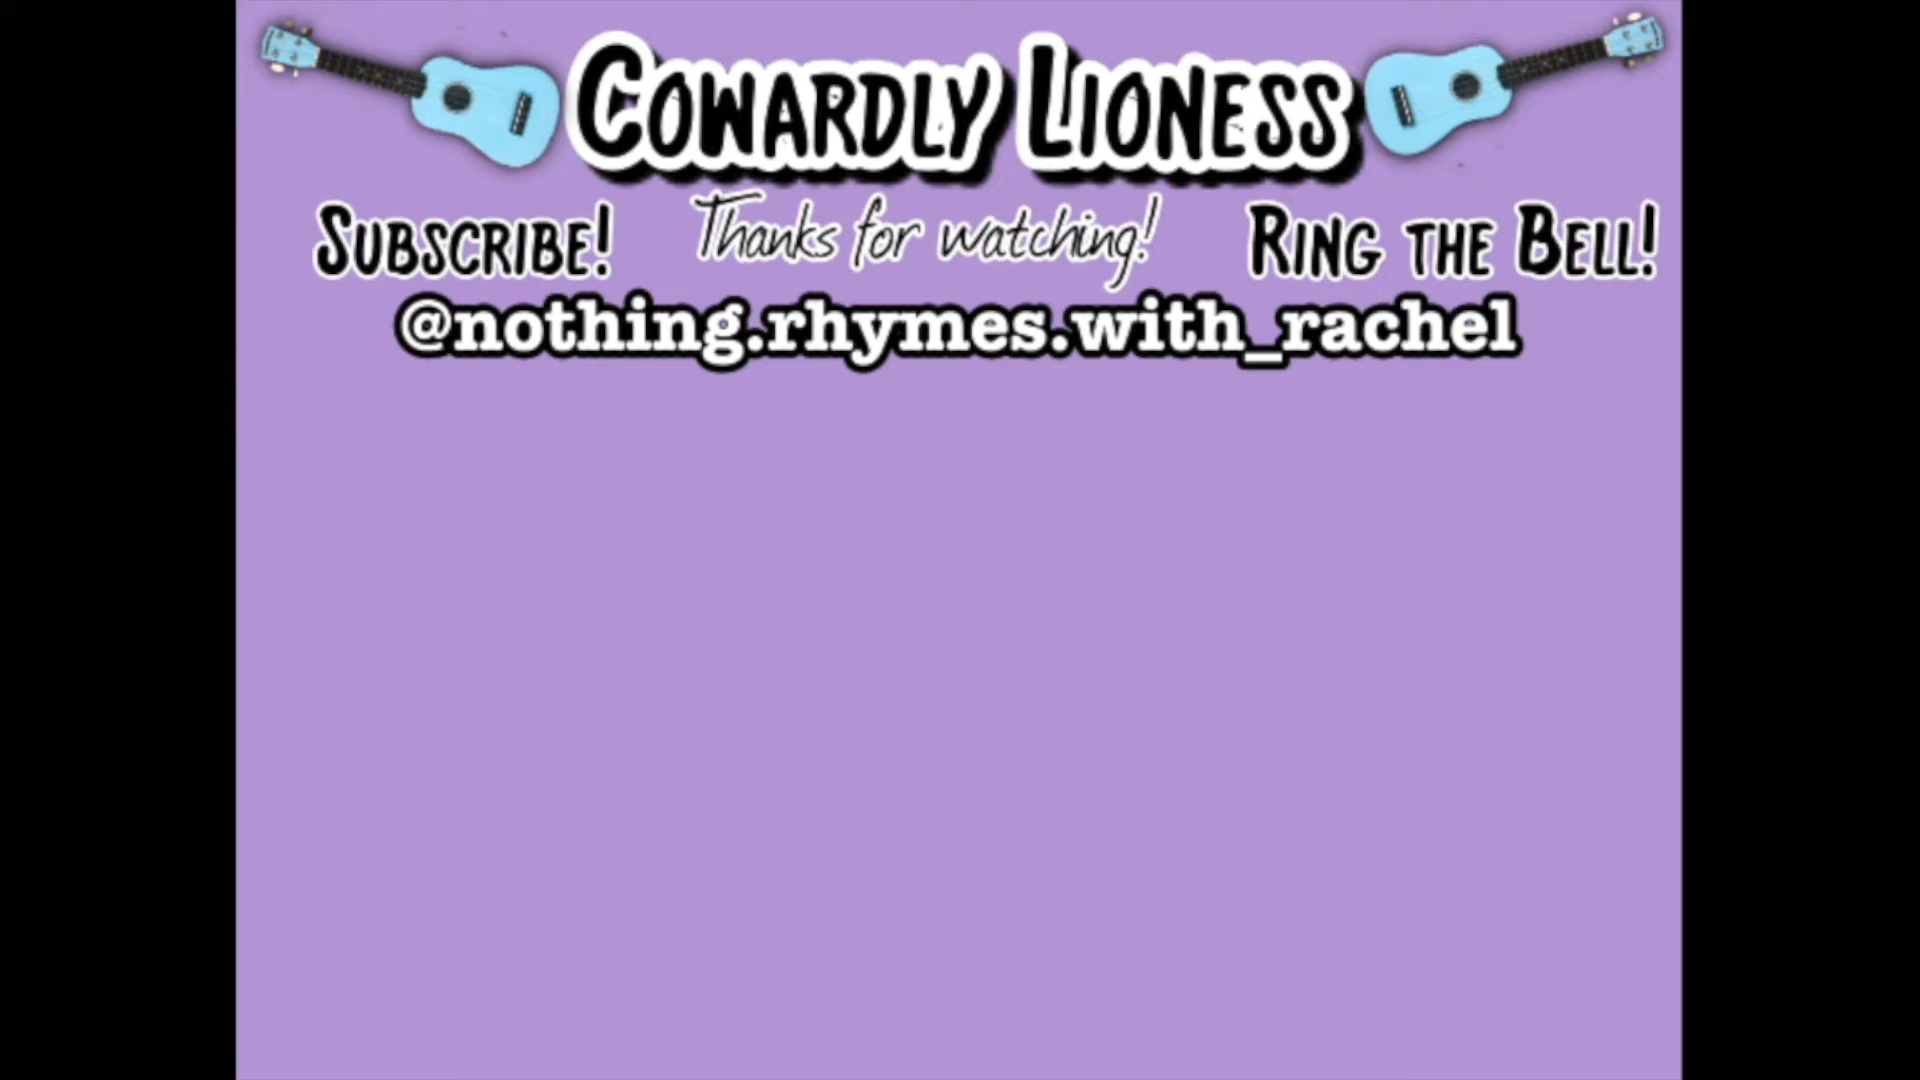 Cowardly Lioness
Subscribe! Thanks for watching! Ring the Bell!
@nothing.rhymes.with_rachel